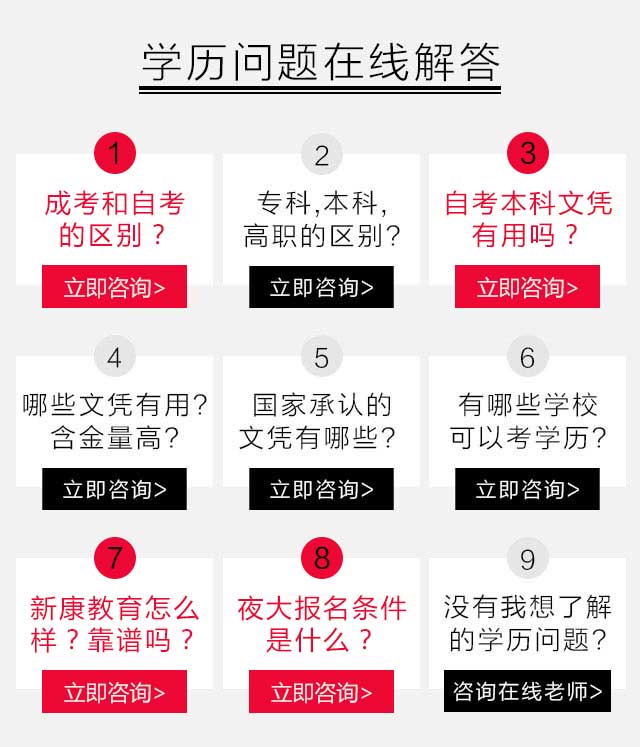 学历问题在线解答
1
成考和自考
的区别？
立即咨询>
2
专科,本科,
高职的区别?
立即咨询>
3
自考本科文凭
有用吗？
立即咨询>
4
哪些文凭有用?
含金量高?
立即咨询>
5
国家承认的
文凭有哪些?
立即咨询>
6
有哪些学校
可以考学历?
立即咨询>
7
新康教育怎么
样？靠谱吗？
立即咨询>
8
夜大报名条件
是什么？
立即咨询>
9
没有我想了解
的学历问题?
咨询在线老师>